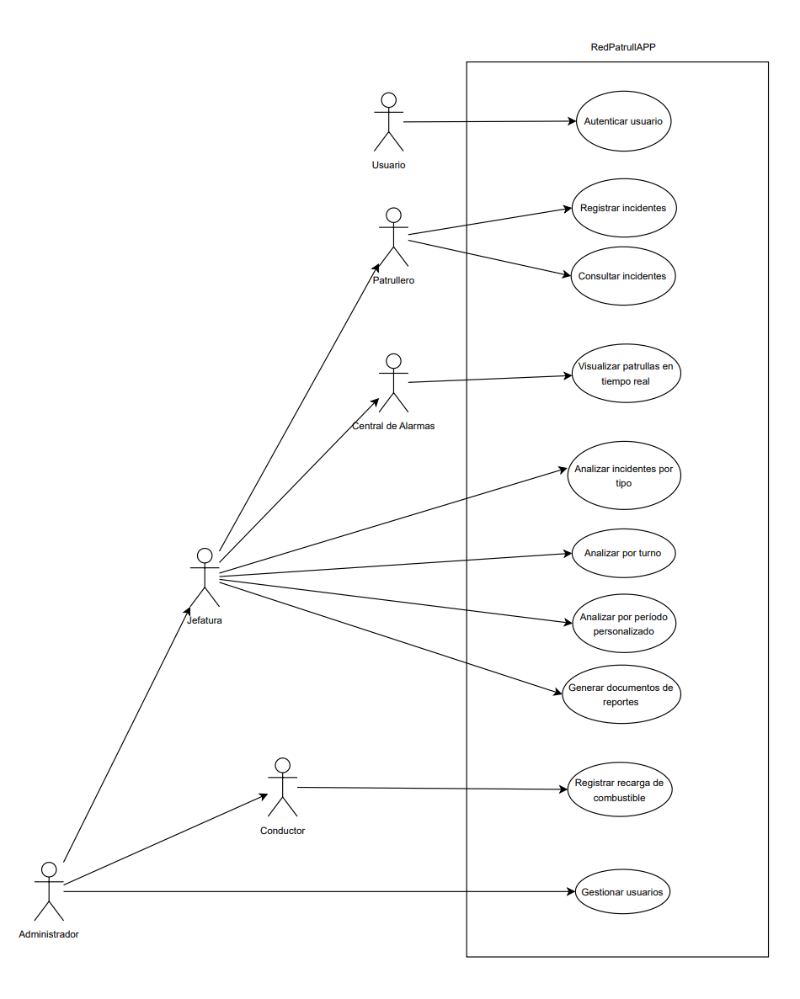 RedPatrullAPP
Autenticar usuario
Usuario
Registrar incidentes
Patrullero
Consultar incidentes
Visualizar patrullas en
tiempo real
Central de Alarmas
Analizar incidentes por
tipo
Analizar por turno
Jefatura
Analizar por período
personalizado
Generar documentos de
reportes
Registrar recarga de
combustible
Conductor
Gestionar usuarios
Administrador